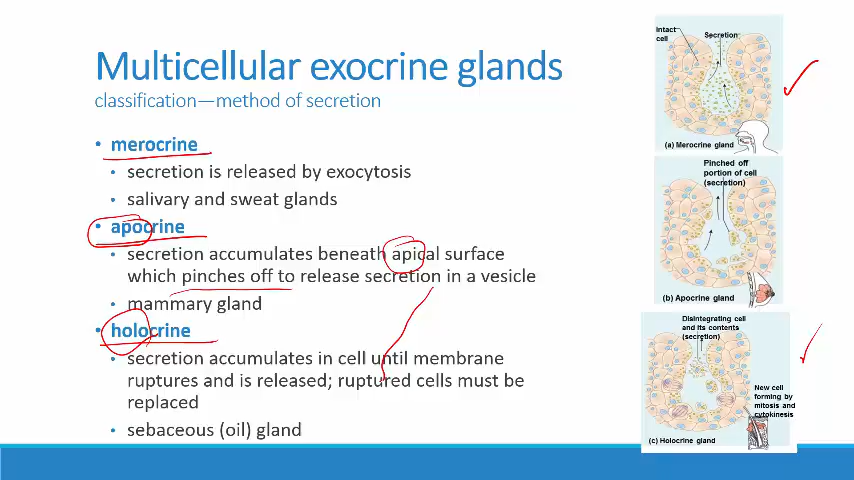 Multicellular exocrine glands
classification—method of secretion
• merocrine
• secretion is released by exocytosis
• salivary and sweat glands
• apocrine
• secretion accumulates beneath apical surface
which pinches off to release secretion in a vesicle
• mammary gland
• holocrine
• secretion accumulates in cell until membrane
ruptures and is released; ruptured cells must be
replaced
• sebaceous (oil) gland
Intact
cell
Secretion
(a) Merocrine gland
Pinched off
portion of cell
(secretion)
(b) Apocrine gland
Disintegrating cell
and its contents
(secretion)
New cell
forming by
mitosis and
cytokinesis
(c) Holocrine gland